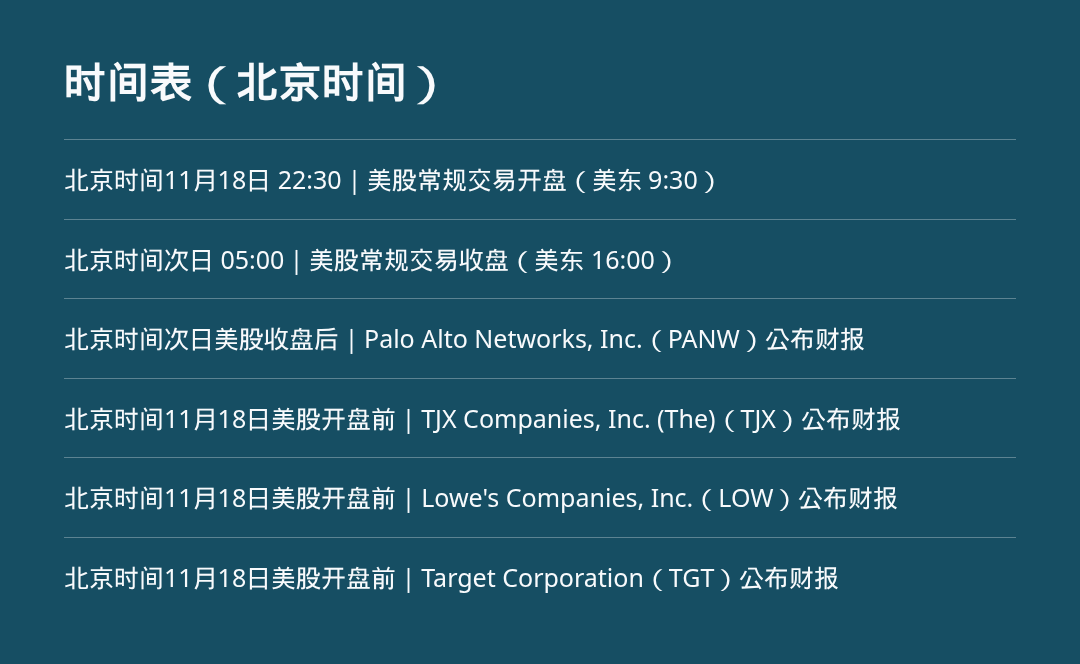 时间表（北京时间）
北京时间11月18日 22:30 | 美股常规交易开盘（美东 9:30）
北京时间次日 05:00 | 美股常规交易收盘（美东 16:00）
北京时间次日美股收盘后 | Palo Alto Networks, Inc.（PANW）公布财报
北京时间11月18日美股开盘前 | TJX Companies, Inc. (The)（TJX）公布财报
北京时间11月18日美股开盘前 | Lowe's Companies, Inc.（LOW）公布财报
北京时间11月18日美股开盘前 | Target Corporation（TGT）公布财报